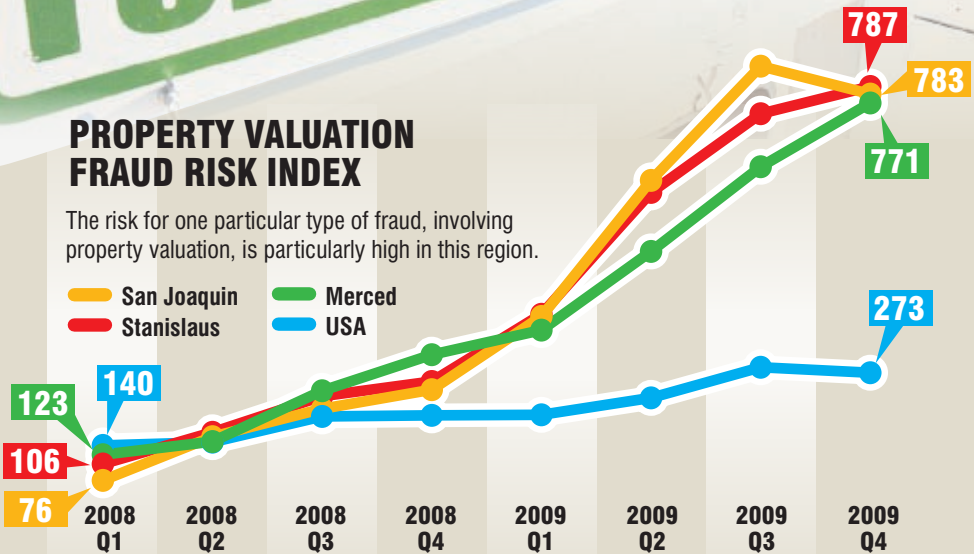 787
783
PROPERTY VALUATION
FRAUD RISK INDEX
771
The risk for one particular type of fraud, involving
property valuation, is particularly high in this region.
San Joaquin
Merced
Stanislaus
USA
273
140
123
106
76
2008
Q1
2008
Q2
2008
Q3
2008
Q4
2009
Q1
2009
Q2
2009
Q3
2009
Q4